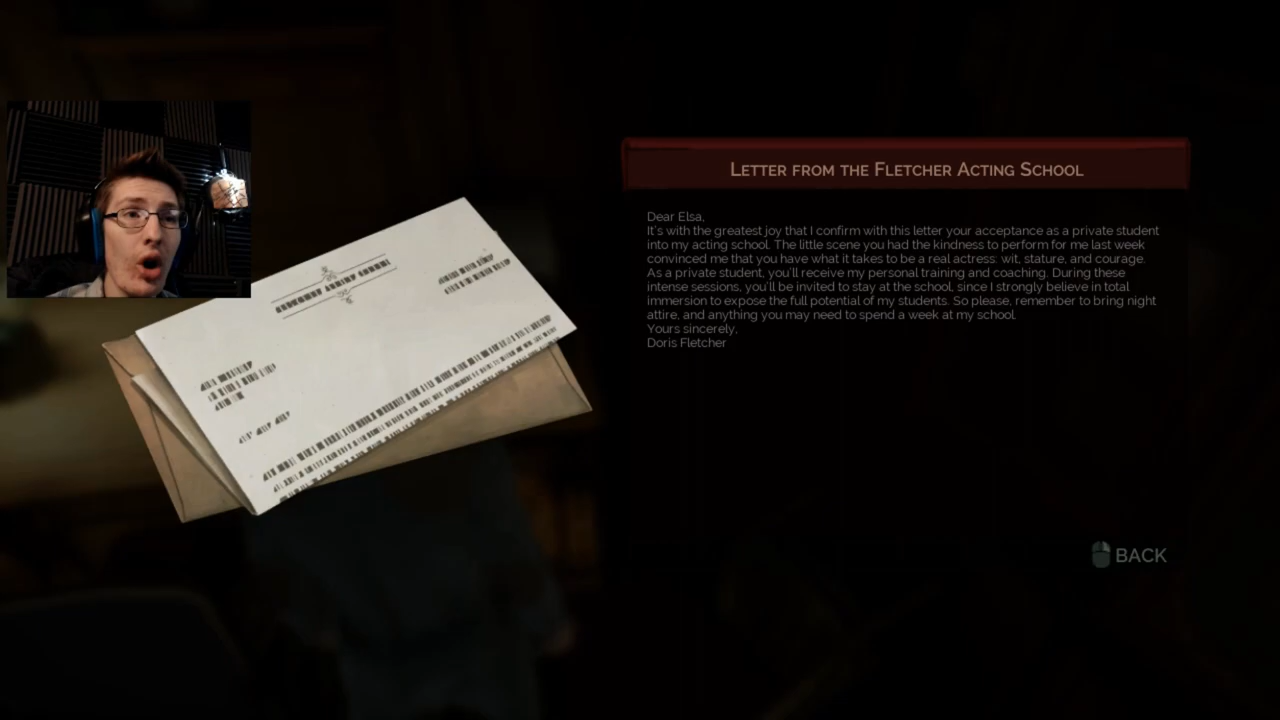 Letter from the Fletcher Acting School
Dear Elsa,
It's with the greatest joy that I confirm with this letter your acceptance as a private student
into my acting school. The little scene you had the kindness to perform for me last week
convinced me that you have what it takes to be a real actress: wit, stature, and courage.
As a private student, you'll receive my personal training and coaching. During these
intense sessions, you'll be invited to stay at the school, since I strongly believe in total
immersion to expose the full potential of my students. So please, remember to bring night
attire, and anything you may need to spend a week at my school.
Yours sincerely,
Doris Fletcher
BACK